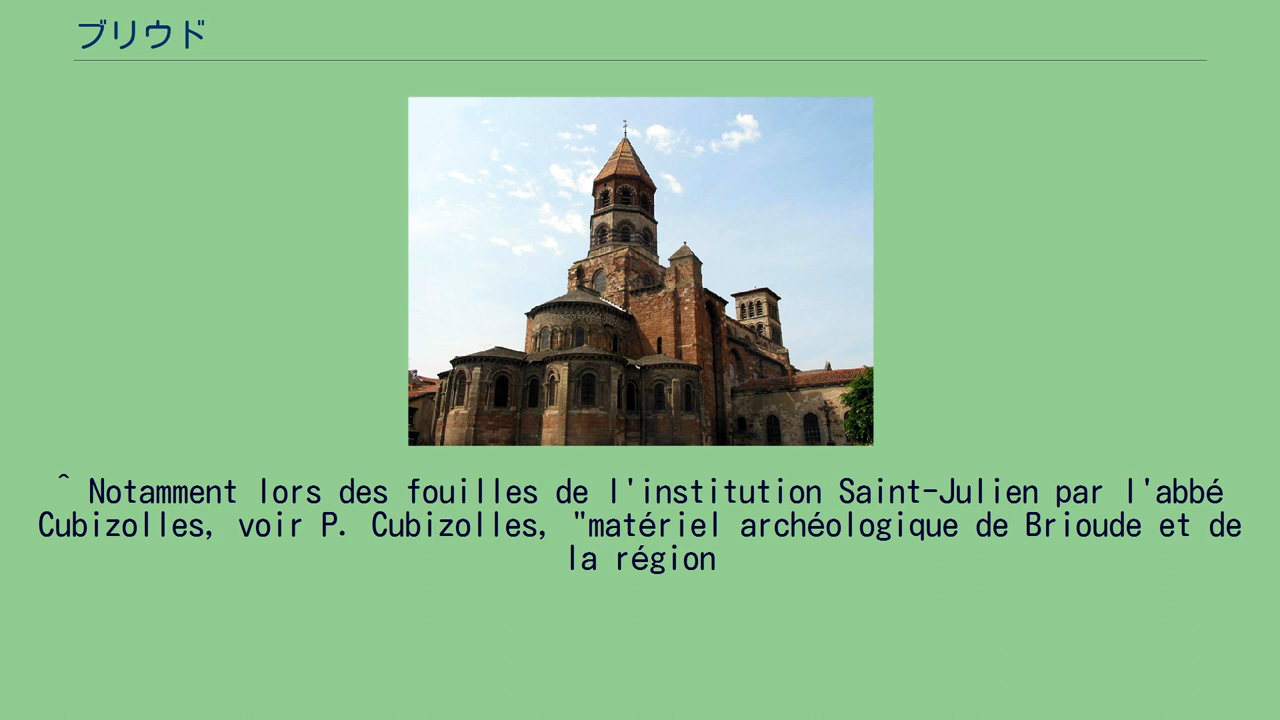 ブリウド
^ Notamment lors des fouilles de l'institution Saint-Julien par l'abbé
Cubizolles, voir P. Cubizolles, "matériel archéologique de Brioude et de
la région